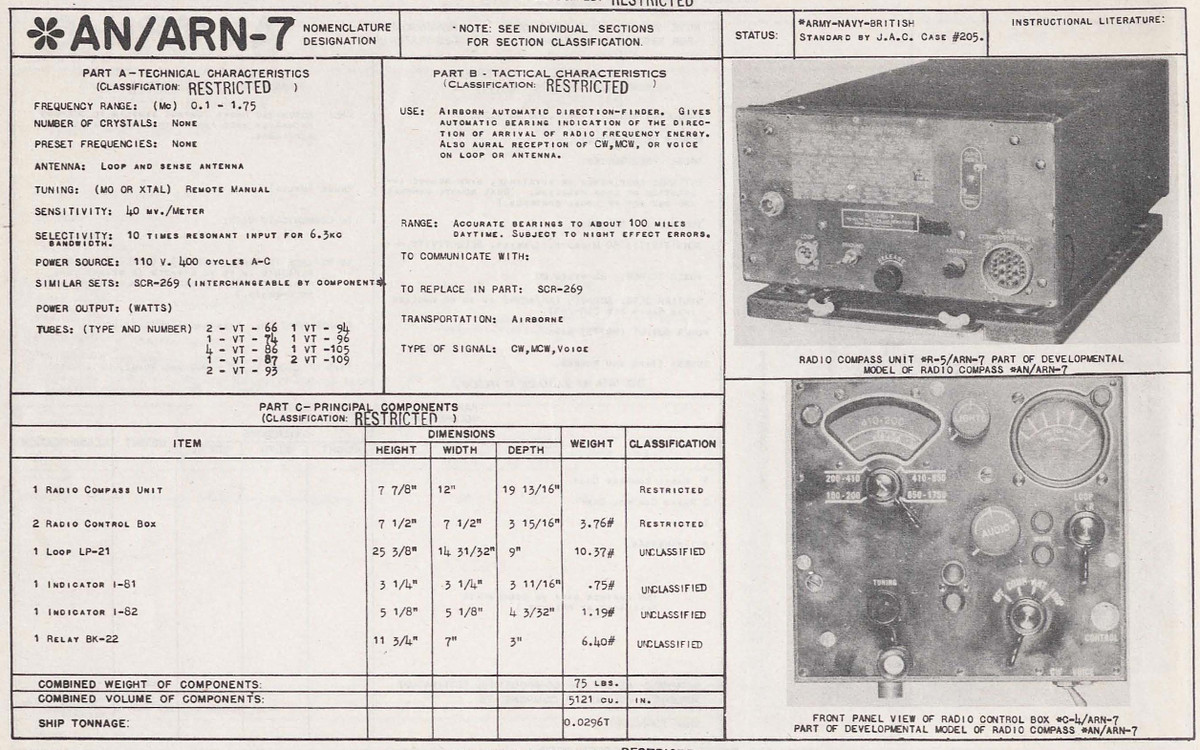 RESTRICTED
*AN/ARN-7 NOMENCLATURE
DESIGNATION
NOTE: SEE INDIVIDUAL SECTIONS
FOR SECTION CLASSIFICATION.
STATUS:
*ARMY-NAVY-BRITISH
STANDARD BY J.A.C. CASE #205.
INSTRUCTIONAL LITERATURE:
PART A-TECHNICAL CHARACTERISTICS
(CLASSIFICATION: RESTRICTED )
FREQUENCY RANGE: (MC) 0.1 - 1.75
NUMBER OF CRYSTALS: NONE
PRESET FREQUENCIES: NONE
ANTENNA: LOOP AND SENSE ANTENNA
TUNING: (MO OR XTAL) REMOTE MANUAL
SENSITIVITY: 40 MV./METER
SELECTIVITY: 10 TIMES RESONANT INPUT FOR 6.3KC
BANDWIDTH.
POWER SOURCE: 110 V. 400 CYCLES A-C
SIMILAR SETS: SCR-269 (INTERCHANGEABLE BY COMPONENTS)
POWER OUTPUT: (WATTS)
TUBES: (TYPE AND NUMBER) 2 - VT - 66 1 VT - 94
1 - VT - 74 1 VT - 96
4 - VT - 86 1 VT -105
1 - VT - 87 2 VT -109
2 - VT - 93
PART B - TACTICAL CHARACTERISTICS
(CLASSIFICATION: RESTRICTED )
USE: AIRBORN AUTOMATIC DIRECTION-FINDER. GIVES
AUTOMATIC BEARING INDICATION OF THE DIREC-
TION OF ARRIVAL OF RADIO FREQUENCY ENERGY.
ALSO AURAL RECEPTION OF CW,MCW, OR VOICE
ON LOOP OR ANTENNA.
RANGE: ACCURATE BEARINGS TO ABOUT 100 MILES
DAYTIME. SUBJECT TO NIGHT EFFECT ERRORS.
TO COMMUNICATE WITH:
TO REPLACE IN PART: SCR-269
TRANSPORTATION: AIRBORNE
TYPE OF SIGNAL: CW,MCW,VOICE
RELEASE
RADIO COMPASS UNIT *R-5/ARN-7 PART OF DEVELOPMENTAL
MODEL OF RADIO COMPASS *AN/ARN-7
PART C-PRINCIPAL COMPONENTS
(CLASSIFICATION: RESTRICTED )
ITEM DIMENSIONS WEIGHT CLASSIFICATION
HEIGHT WIDTH DEPTH
1 RADIO COMPASS UNIT 7 7/8" 12" 19 13/16" RESTRICTED
2 RADIO CONTROL BOX 7 1/2" 7 1/2" 3 15/16" 3.76# RESTRICTED
1 LOOP LP-21 25 3/8" 14 31/32" 9" 10.37# UNCLASSIFIED
1 INDICATOR I-81 3 1/4" 3 1/4" 3 11/16" .75# UNCLASSIFIED
1 INDICATOR I-82 5 1/8" 5 1/8" 4 3/32" 1.19# UNCLASSIFIED
1 RELAY BK-22 11 3/4" 7" 3" 6.40# UNCLASSIFIED
COMBINED WEIGHT OF COMPONENTS: 75 LBS.
COMBINED VOLUME OF COMPONENTS: 5121 CU. IN.
SHIP TONNAGE: 0.0296T
410-200
LIGHTS
200-410 410-850
LOOP
AUDIO
TUNING
CONTROL
FRONT PANEL VIEW OF RADIO CONTROL BOX *C-4/ARN-7
PART OF DEVELOPMENTAL MODEL OF RADIO COMPASS *AN/ARN-7